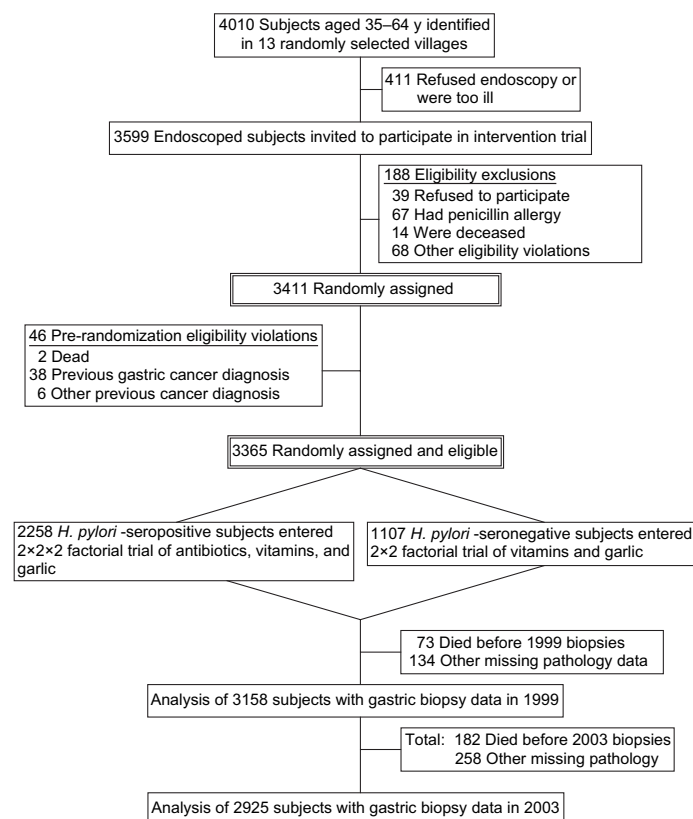 4010 Subjects aged 35–64 y identified
in 13 randomly selected villages
411 Refused endoscopy or
were too ill
3599 Endoscoped subjects invited to participate in intervention trial
188 Eligibility exclusions
39 Refused to participate
67 Had penicillin allergy
14 Were deceased
68 Other eligibility violations
3411 Randomly assigned
46 Pre-randomization eligibility violations
2 Dead
38 Previous gastric cancer diagnosis
6 Other previous cancer diagnosis
3365 Randomly assigned and eligible
2258 H. pylori -seropositive subjects entered
2×2×2 factorial trial of antibiotics, vitamins, and
garlic
1107 H. pylori -seronegative subjects entered
2×2 factorial trial of vitamins and garlic
73 Died before 1999 biopsies
134 Other missing pathology data
Analysis of 3158 subjects with gastric biopsy data in 1999
Total: 182 Died before 2003 biopsies
258 Other missing pathology
Analysis of 2925 subjects with gastric biopsy data in 2003